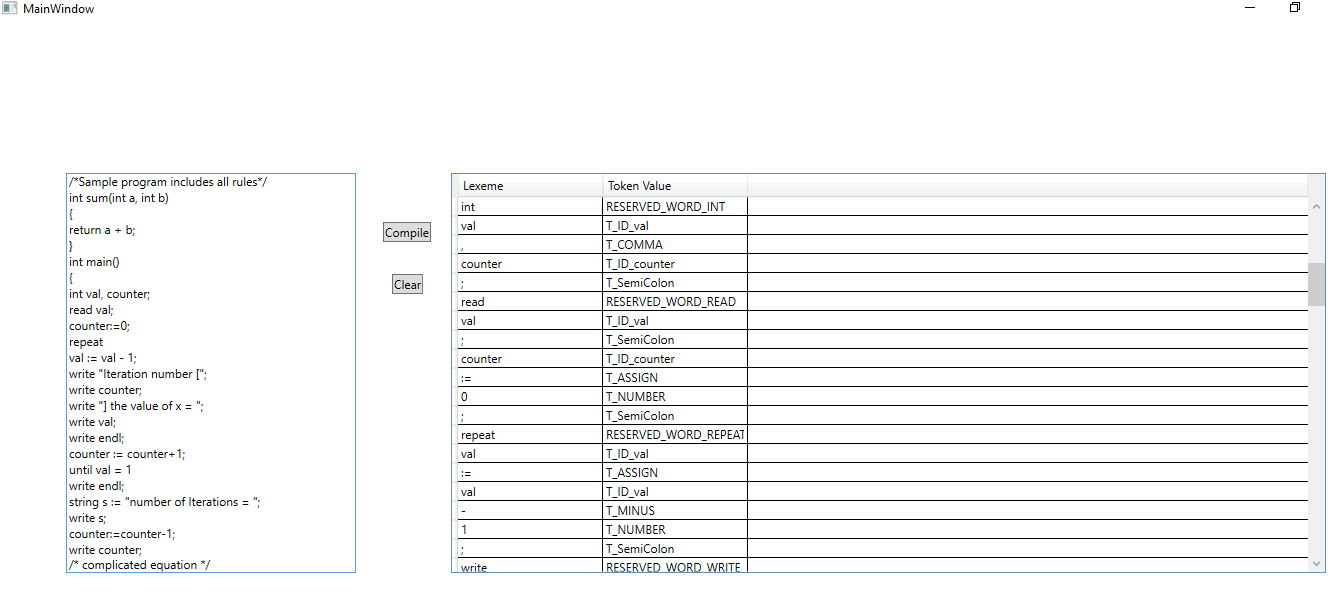 MainWindow
/*Sample program includes all rules*/
int sum(int a, int b)
{
return a + b;
}
int main()
{
int val, counter;
read val;
counter:=0;
repeat
val := val - 1;
write "Iteration number [";
write counter;
write "] the value of x = ";
write val;
write endl;
counter := counter+1;
until val = 1
write endl;
string s := "number of Iterations = ";
write s;
counter:=counter-1;
write counter;
/* complicated equation */
Compile
Clear
Lexeme Token Value
int RESERVED_WORD_INT
val T_ID_val
, T_COMMA
counter T_ID_counter
; T_SemiColon
read RESERVED_WORD_READ
val T_ID_val
; T_SemiColon
counter T_ID_counter
:= T_ASSIGN
0 T_NUMBER
; T_SemiColon
repeat RESERVED_WORD_REPEAT
val T_ID_val
:= T_ASSIGN
val T_ID_val
- T_MINUS
1 T_NUMBER
; T_SemiColon
write RESERVED_WORD_WRITE